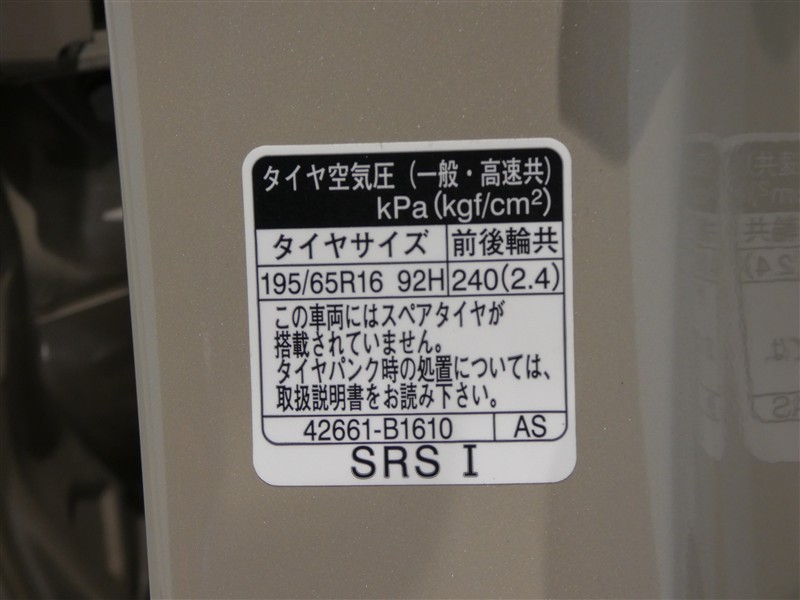 タイヤ空気圧（一般・高速共）
kPa(kgf/cm²)
タイヤサイズ 前後輪共
195/65R16 92H 240(2.4)
この車両にはスペアタイヤが
搭載されていません。
タイヤパンク時の処置については、
取扱説明書をお読み下さい。
42661-B1610 AS
SRS I